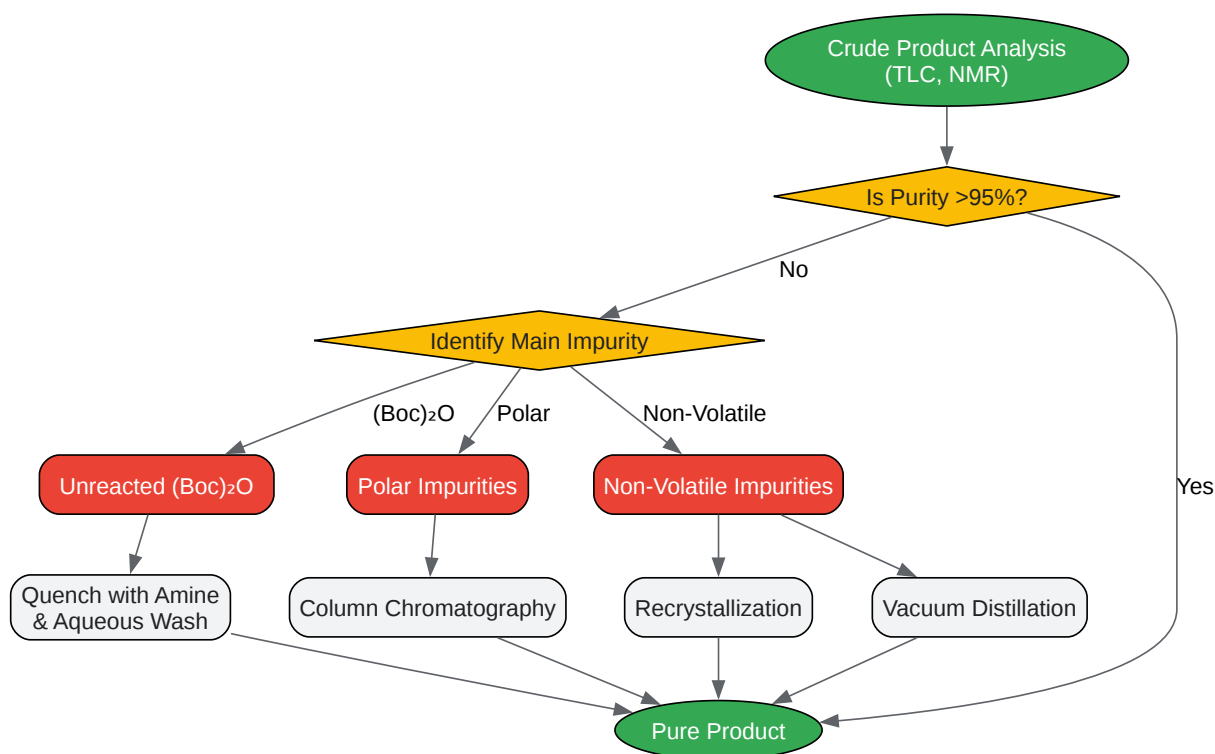 Crude Product Analysis
(TLC, NMR)
Is Purity >95%?
No
Identify Main Impurity
(Boc)₂O
Polar
Non-Volatile
Unreacted (Boc)₂O
Polar Impurities
Non-Volatile Impurities
Yes
Quench with Amine
& Aqueous Wash
Column Chromatography
Recrystallization
Vacuum Distillation
Pure Product